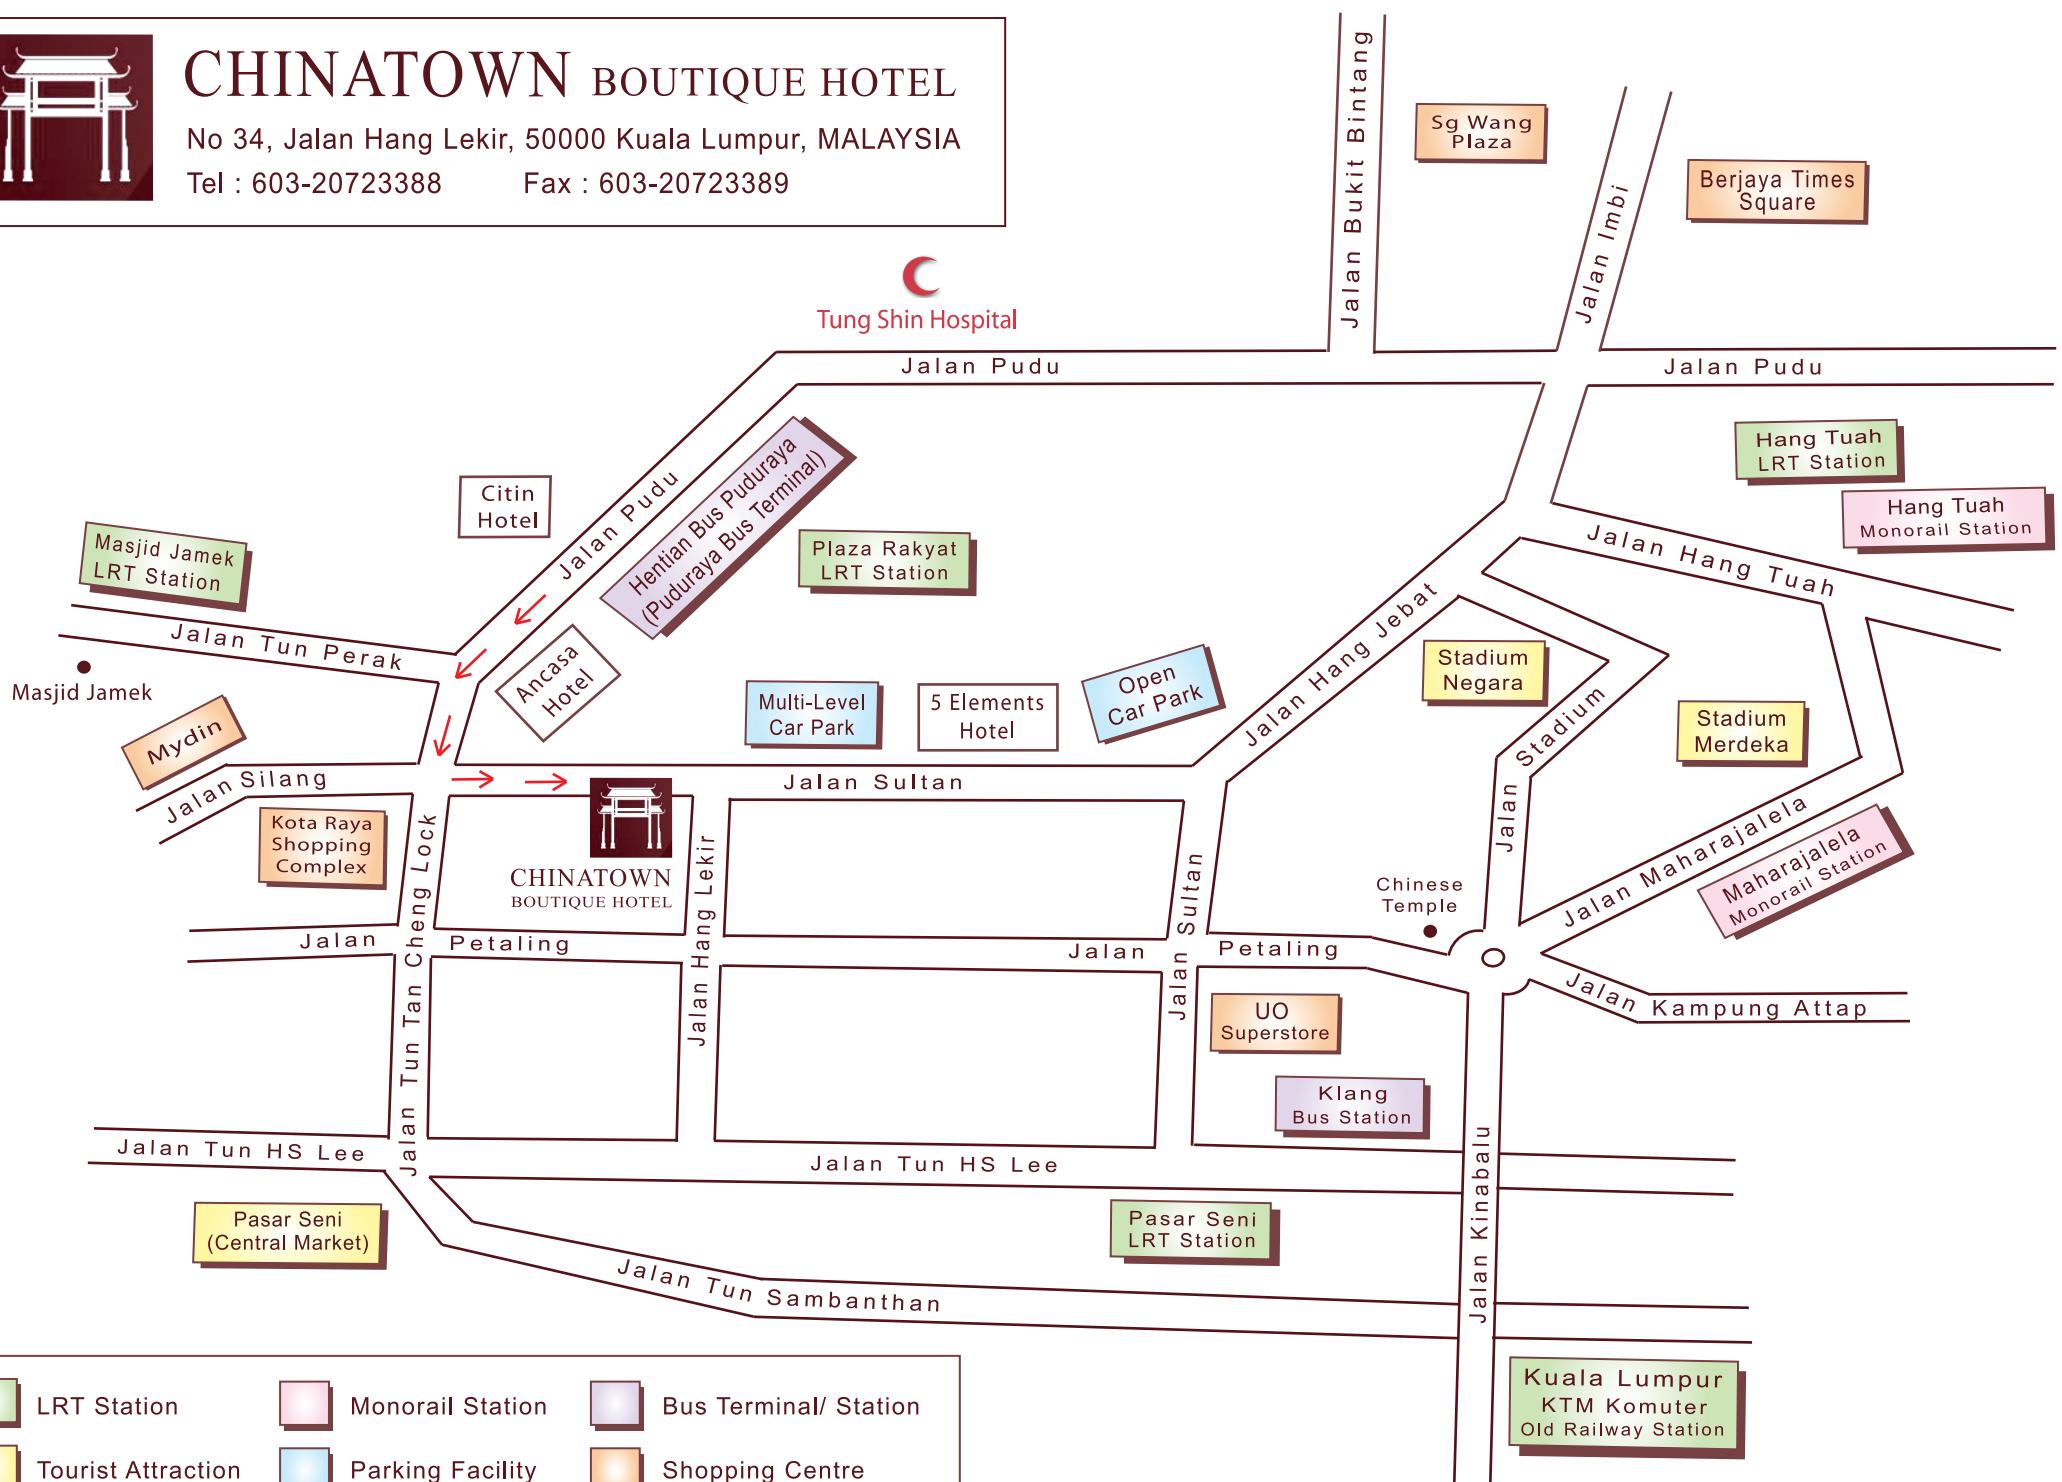 CHINATOWN BOUTIQUE HOTEL
No 34, Jalan Hang Lekir, 50000 Kuala Lumpur, MALAYSIA
Tel : 603-20723388 Fax : 603-20723389
Jalan Bukit Bintang
Sg Wang
Plaza
Jalan Imbi
Berjaya Times
Square
Tung Shin Hospital
Jalan Pudu
Jalan Pudu
Hang Tuah
LRT Station
Hang Tuah
Monorail Station
Citin
Hotel
Jalan Pudu
Hentian Bus Puduraya
(Puduraya Bus Terminal)
Plaza Rakyat
LRT Station
Jalan Hang Tuah
Masjid Jamek
LRT Station
Jalan Tun Perak
Masjid Jamek
Ancasa
Hotel
Multi-Level
Car Park
5 Elements
Hotel
Open
Car Park
Jalan Hang Jebat
Stadium
Negara
Jalan Stadium
Stadium
Merdeka
Mydin
Jalan Silang
Jalan Sultan
Kota Raya
Shopping
Complex
Jalan Tun Tan Cheng Lock
CHINATOWN
BOUTIQUE HOTEL
Jalan Hang Lekir
Jalan Sultan
Chinese
Temple
Jalan Maharajalela
Maharajalela
Monorail Station
Jalan Petaling
Jalan Petaling
Jalan Kampung Attap
UO
Superstore
Klang
Bus Station
Jalan Tun HS Lee
Jalan Tun HS Lee
Jalan Kinabalu
Pasar Seni
(Central Market)
Pasar Seni
LRT Station
Jalan Tun Sambanthan
Kuala Lumpur
KTM Komuter
Old Railway Station
LRT Station
Monorail Station
Bus Terminal/ Station
Tourist Attraction
Parking Facility
Shopping Centre